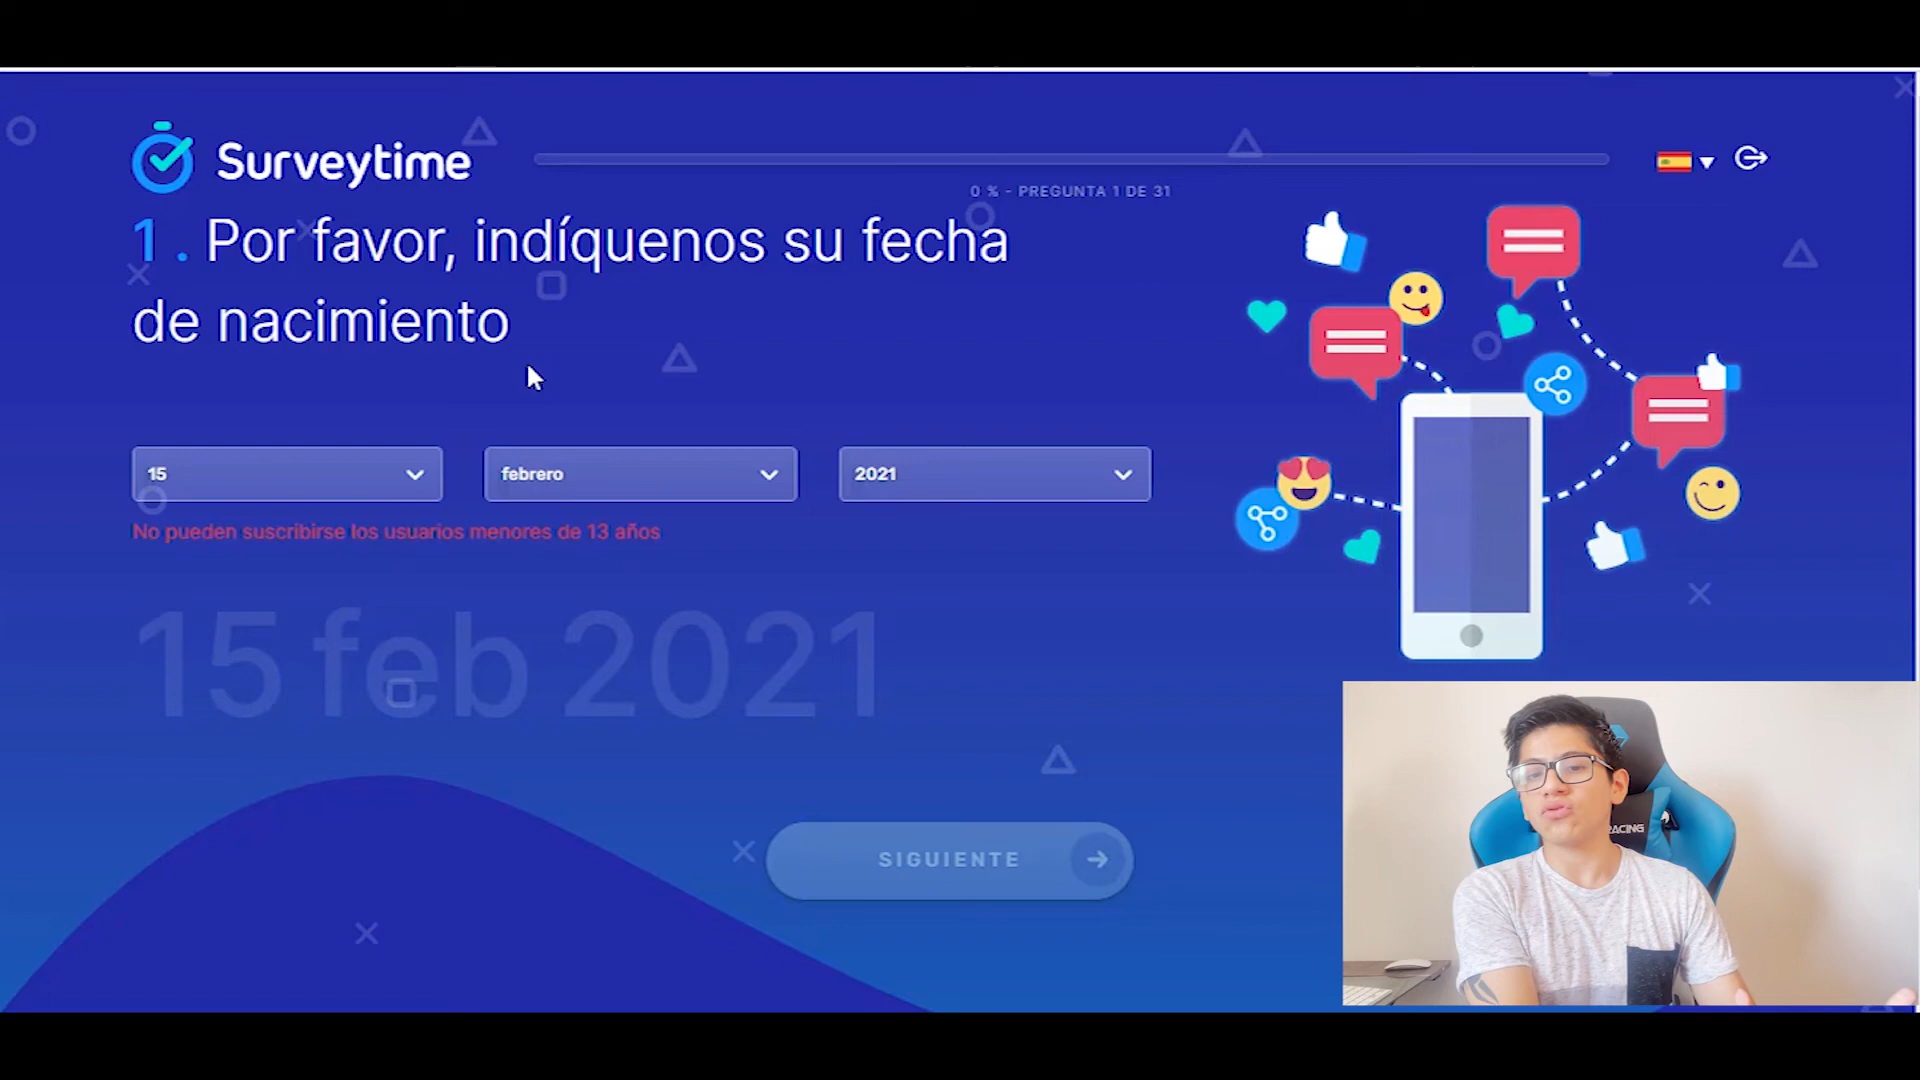 Surveytime
0 % - PREGUNTA 1 DE 31
1. Por favor, indíquenos su fecha
de nacimiento
15
febrero
2021
No pueden suscribirse los usuarios menores de 13 años
15 feb 2021
SIGUIENTE
RACING